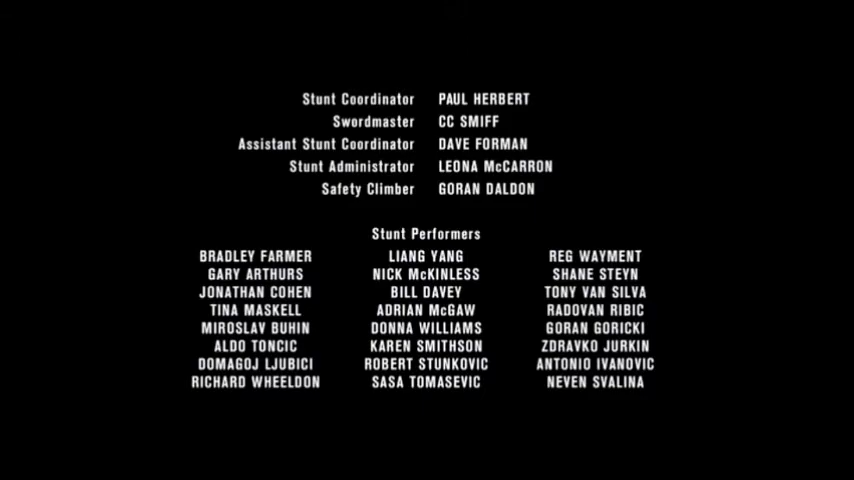 Stunt Coordinator PAUL HERBERT
Swordmaster CC SMIFF
Assistant Stunt Coordinator DAVE FORMAN
Stunt Administrator LEONA McCARRON
Safety Climber GORAN DALDON
Stunt Performers
BRADLEY FARMER LIANG YANG REG WAYMENT
GARY ARTHURS NICK McKINLESS SHANE STEYN
JONATHAN COHEN BILL DAVEY TONY VAN SILVA
TINA MASKELL ADRIAN McGAW RADOVAN RIBIC
MIROSLAV BUHIN DONNA WILLIAMS GORAN GORICKI
ALDO TONCIC KAREN SMITHSON ZDRAVKO JURKIN
DOMAGOJ LJUBICI ROBERT STUNKOVIC ANTONIO IVANOVIC
RICHARD WHEELDON SASA TOMASEVIC NEVEN SVALINA